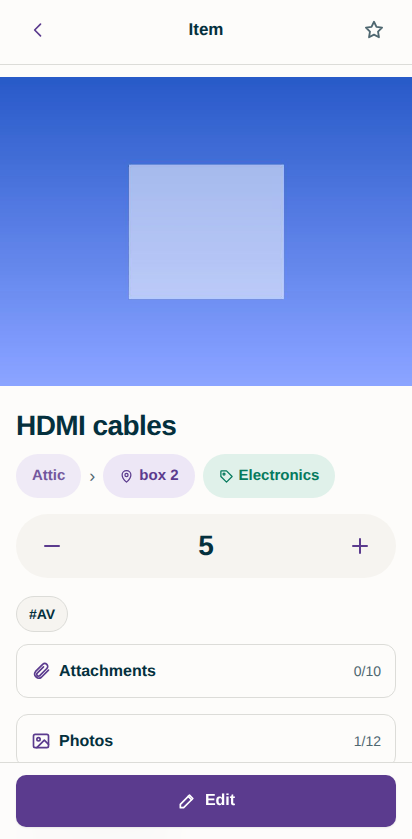 Item
HDMI cables
Attic › box 2 Electronics
5
#AV
Attachments 0/10
Photos 1/12
Edit